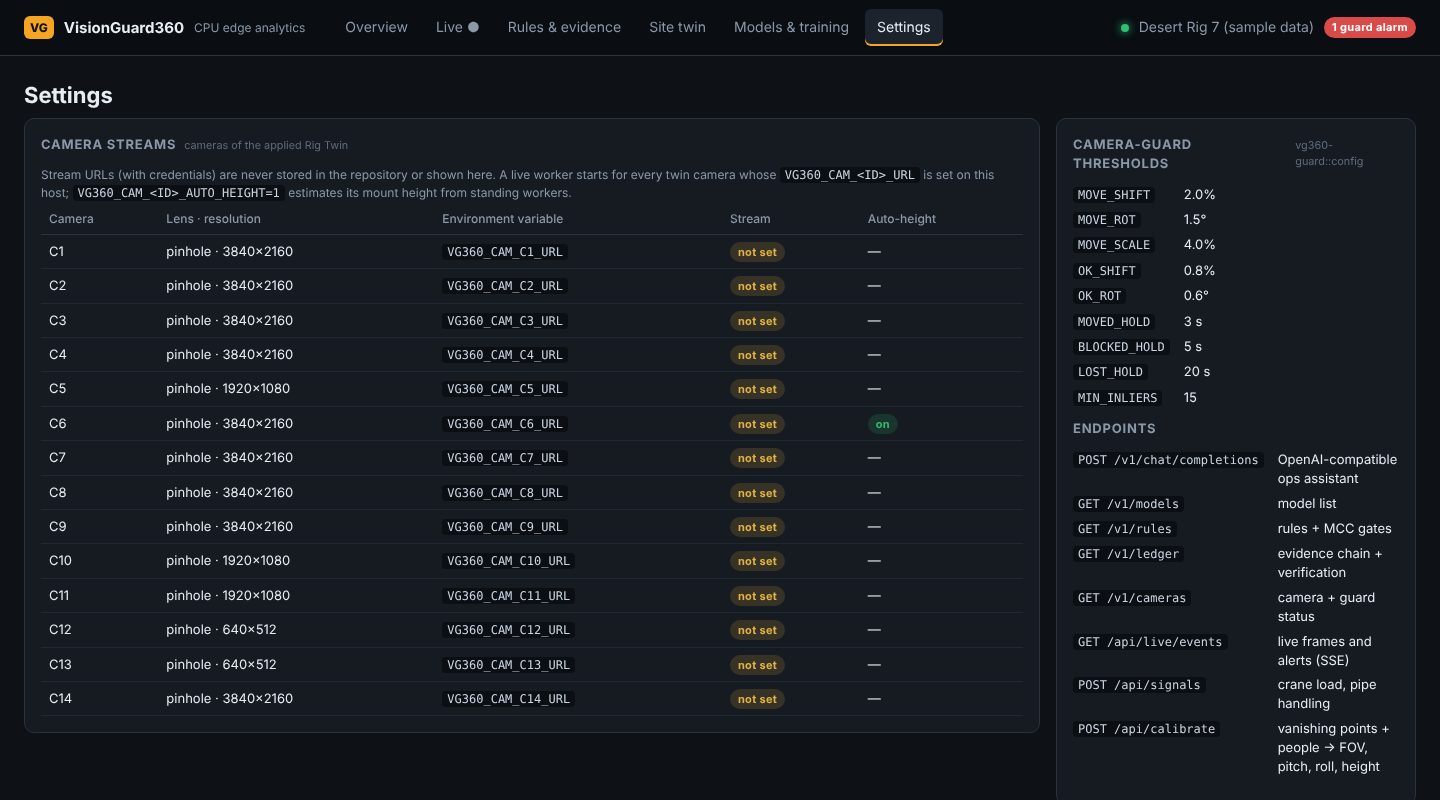 VG VisionGuard360 CPU edge analytics Overview Live Rules & evidence Site twin Models & training Settings Desert Rig 7 (sample data) 1 guard alarm
Settings
CAMERA STREAMS cameras of the applied Rig Twin
Stream URLs (with credentials) are never stored in the repository or shown here. A live worker starts for every twin camera whose VG360_CAM_<ID>_URL is set on this
host; VG360_CAM_<ID>_AUTO_HEIGHT=1 estimates its mount height from standing workers.
Camera Lens · resolution Environment variable Stream Auto-height
C1 pinhole · 3840×2160 VG360_CAM_C1_URL not set —
C2 pinhole · 3840×2160 VG360_CAM_C2_URL not set —
C3 pinhole · 3840×2160 VG360_CAM_C3_URL not set —
C4 pinhole · 3840×2160 VG360_CAM_C4_URL not set —
C5 pinhole · 1920×1080 VG360_CAM_C5_URL not set —
C6 pinhole · 3840×2160 VG360_CAM_C6_URL not set on
C7 pinhole · 3840×2160 VG360_CAM_C7_URL not set —
C8 pinhole · 3840×2160 VG360_CAM_C8_URL not set —
C9 pinhole · 3840×2160 VG360_CAM_C9_URL not set —
C10 pinhole · 1920×1080 VG360_CAM_C10_URL not set —
C11 pinhole · 1920×1080 VG360_CAM_C11_URL not set —
C12 pinhole · 640×512 VG360_CAM_C12_URL not set —
C13 pinhole · 640×512 VG360_CAM_C13_URL not set —
C14 pinhole · 3840×2160 VG360_CAM_C14_URL not set —
CAMERA-GUARD
THRESHOLDS
vg360-
guard::config
MOVE_SHIFT 2.0%
MOVE_ROT 1.5°
MOVE_SCALE 4.0%
OK_SHIFT 0.8%
OK_ROT 0.6°
MOVED_HOLD 3 s
BLOCKED_HOLD 5 s
LOST_HOLD 20 s
MIN_INLIERS 15
ENDPOINTS
POST /v1/chat/completions OpenAI-compatible
ops assistant
GET /v1/models model list
GET /v1/rules rules + MCC gates
GET /v1/ledger evidence chain +
verification
GET /v1/cameras camera + guard
status
GET /api/live/events live frames and
alerts (SSE)
POST /api/signals crane load, pipe
handling
POST /api/calibrate vanishing points +
people → FOV,
pitch, roll, height